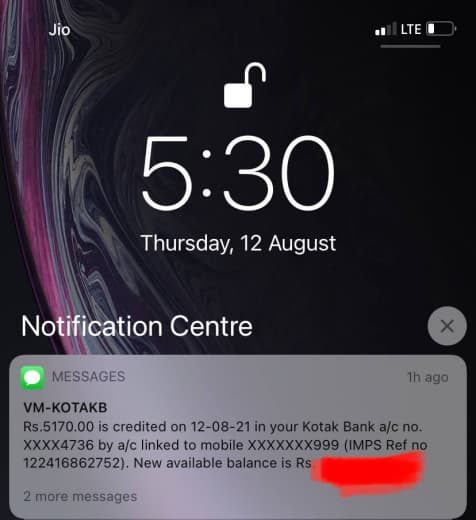 Jio LTE
5:30
Thursday, 12 August
Notification Centre
MESSAGES 1h ago
VM-KOTAKB
Rs.5170.00 is credited on 12-08-21 in your Kotak Bank a/c no.
XXXX4736 by a/c linked to mobile XXXXXXX999 (IMPS Ref no
122416862752). New available balance is Rs.
2 more messages